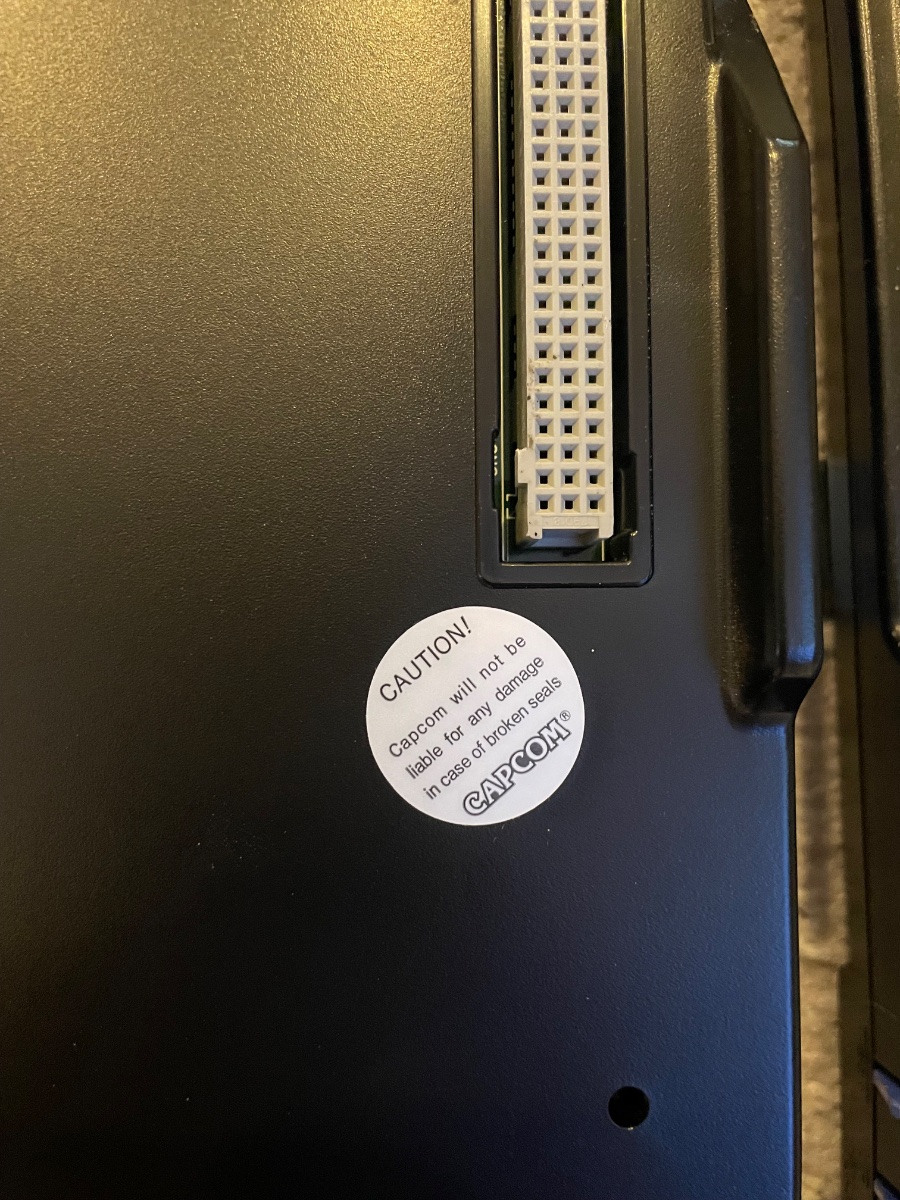 CAUTION!
Capcom will not be
liable for any damage
in case of broken seals
CAPCOM®